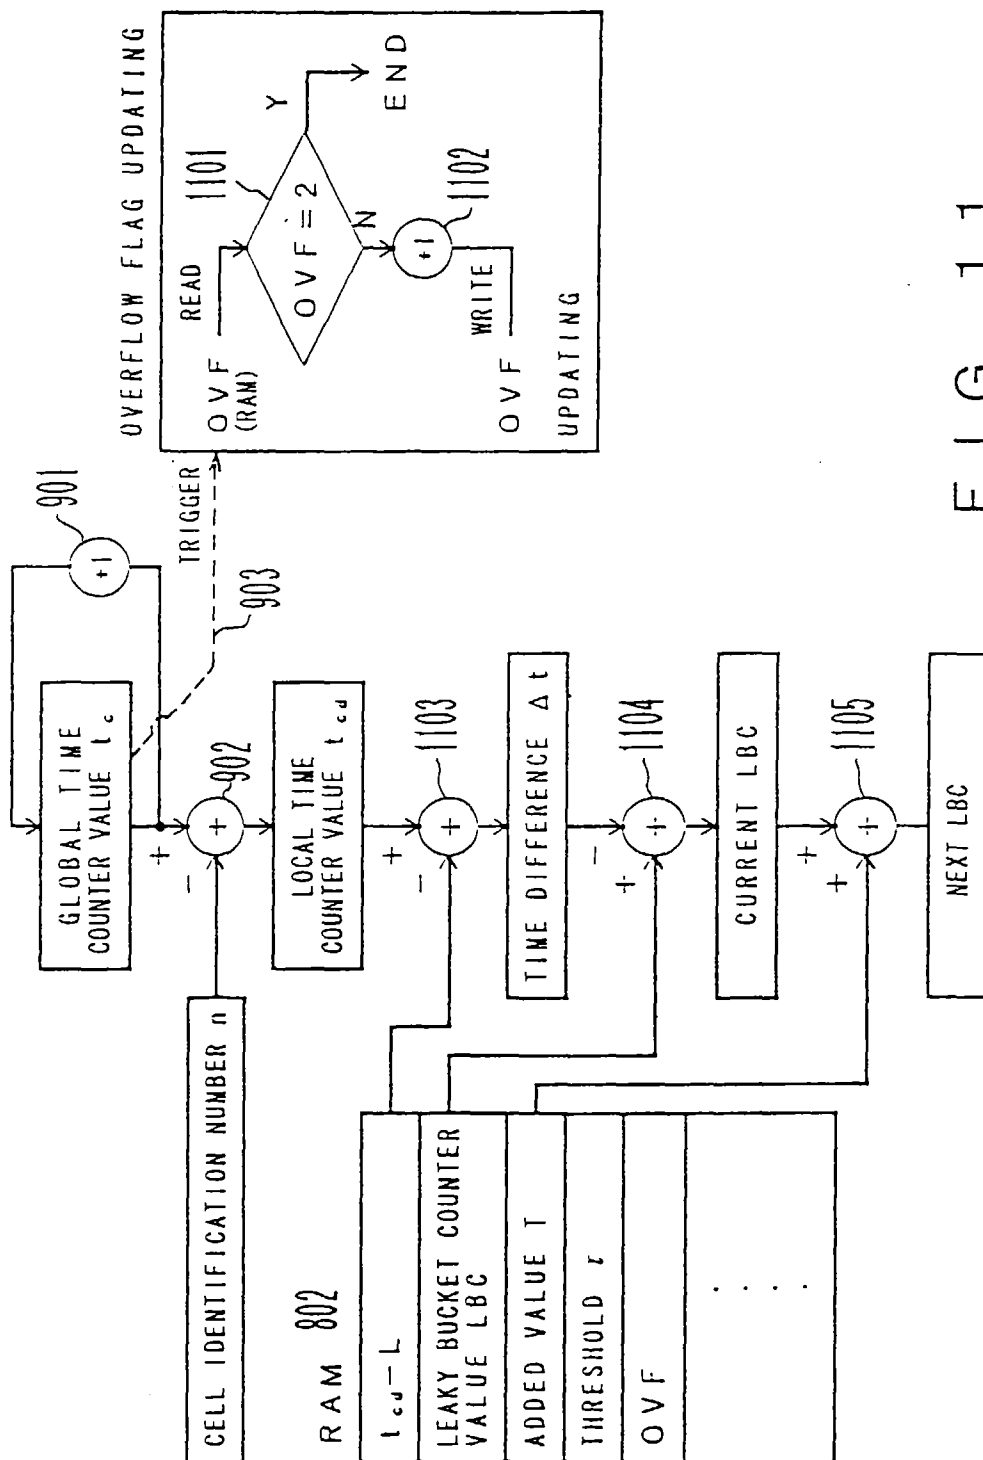 OVERFLOW FLAG UPDATING
901
+1
TRIGGER
903
GLOBAL TIME
COUNTER VALUE tc
+
-
+
902
CELL IDENTIFICATION NUMBER n
LOCAL TIME
COUNTER VALUE tcd
OVF
(RAM)
READ
1101
OVF=2
Y
END
N
+1
1102
WRITE
OVF
UPDATING
RAM 802
tcd-L
LEAKY BUCKET COUNTER
VALUE LBC
ADDED VALUE T
THRESHOLD τ
OVF
. . . .
+
-
+
1103
TIME DIFFERENCE Δt
-
+
÷
1104
CURRENT LBC
+
+
÷
1105
NEXT LBC
FIG. 11